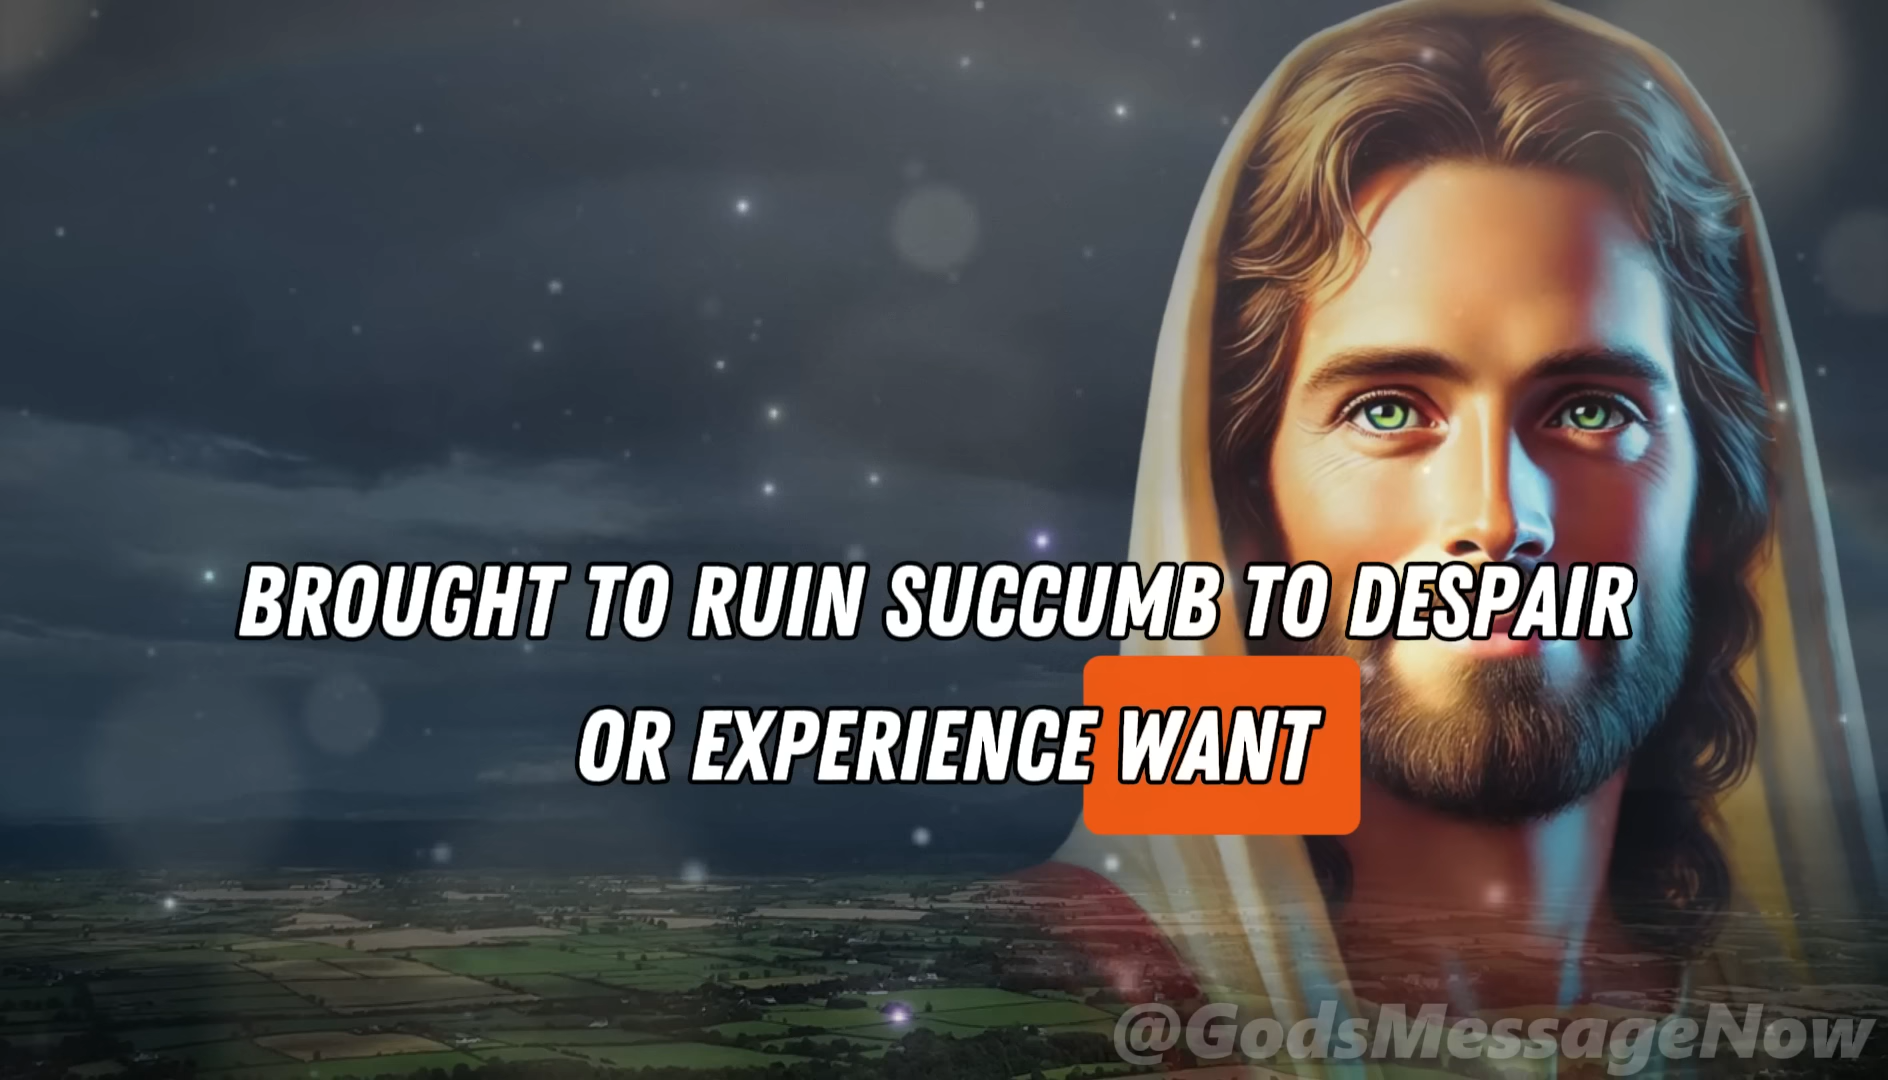 BROUGHT TO RUIN SUCCUMB TO DESPAIR
OR EXPERIENCE WANT
@GodsMessageNow